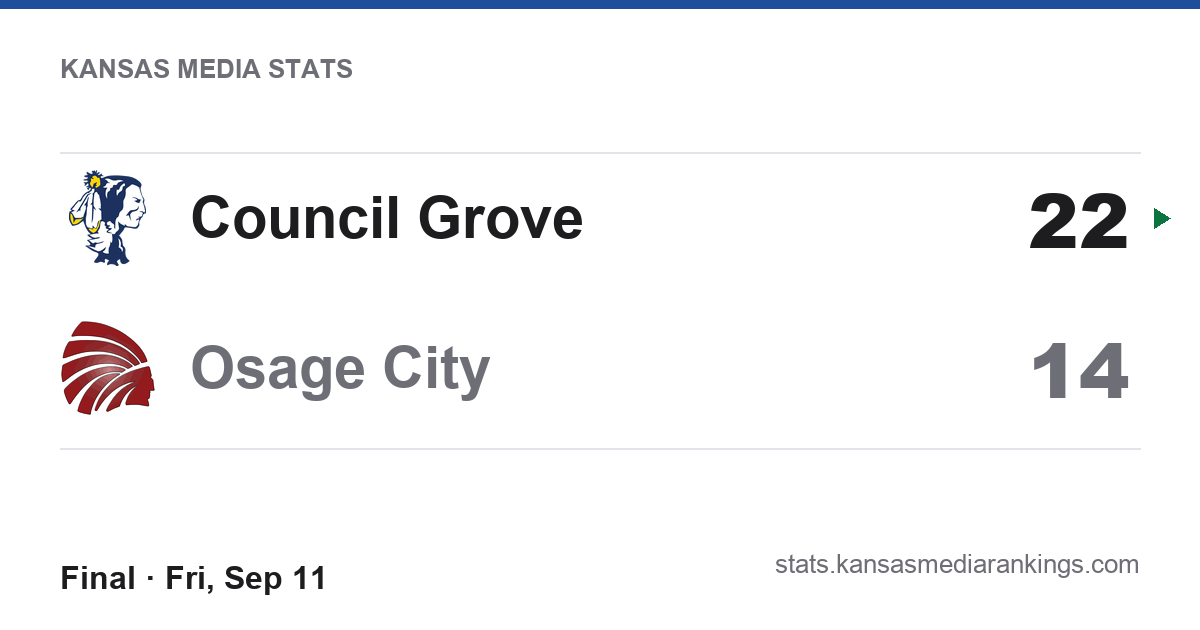 KANSAS MEDIA STATS
Council Grove 22
Osage City 14
Final · Fri, Sep 11
stats.kansasmediarankings.com